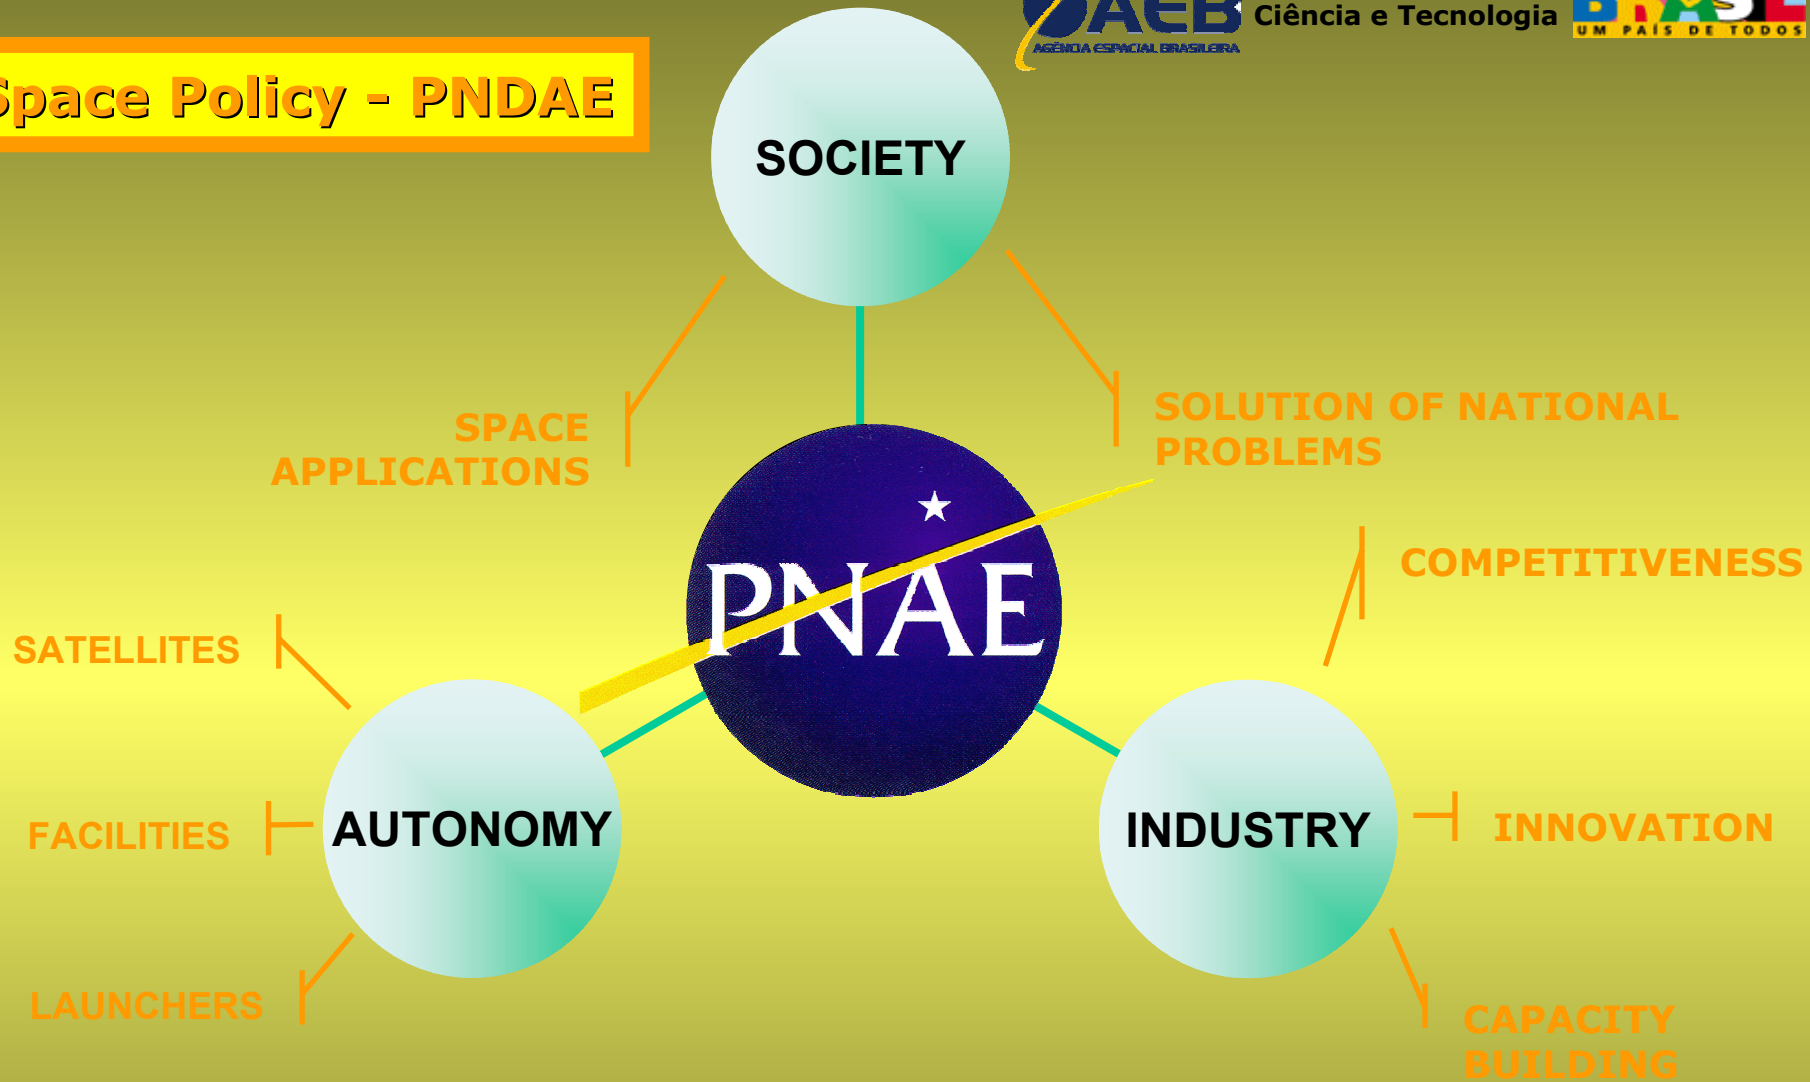 AEB
AGÊNCIA ESPACIAL BRASILEIRA
Ciência e Tecnologia
BRASIL
UM PAÍS DE TODOS
Space Policy - PNDAE
SOCIETY
SPACE
APPLICATIONS
SOLUTION OF NATIONAL
PROBLEMS
PNAE
COMPETITIVENESS
SATELLITES
FACILITIES
AUTONOMY
INDUSTRY
INNOVATION
LAUNCHERS
CAPACITY
BUILDING